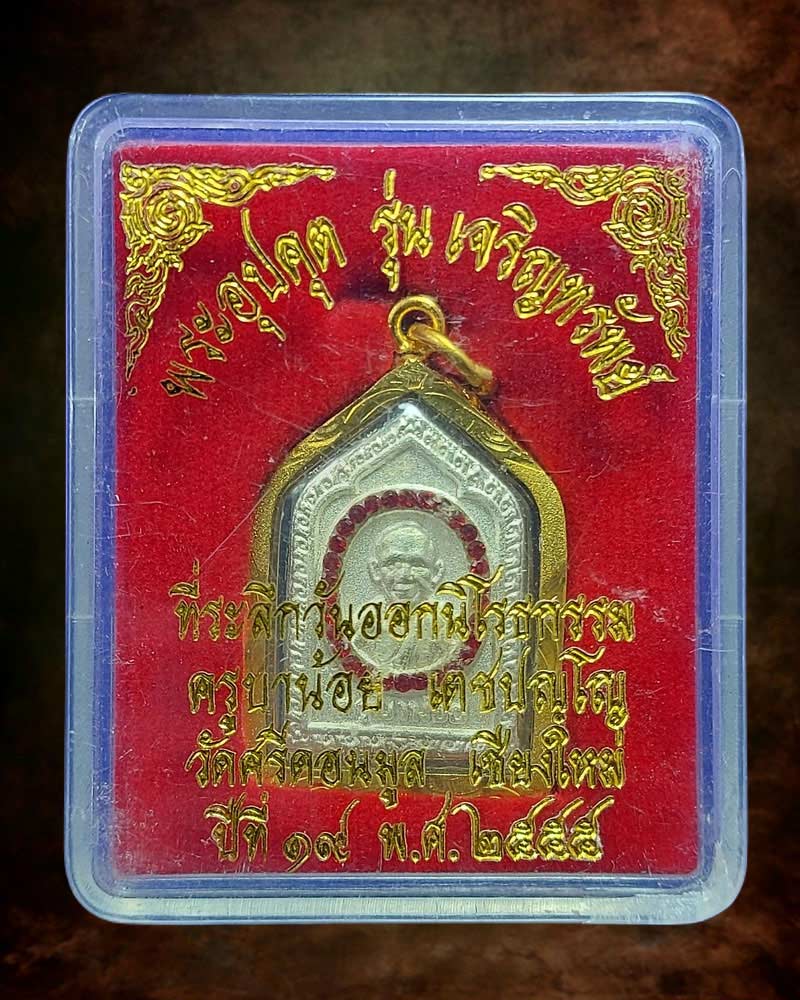 พระอุปคุต รุ่น เจริญทรัพย์
ที่ระลึกวันออกนิโรธกรรม
ครูบาน้อย เตชปญฺโญ
วัดศรีดอนมูล เชียงใหม่
ปีที่ ๑๙ พ.ศ. ๒๕๕๕